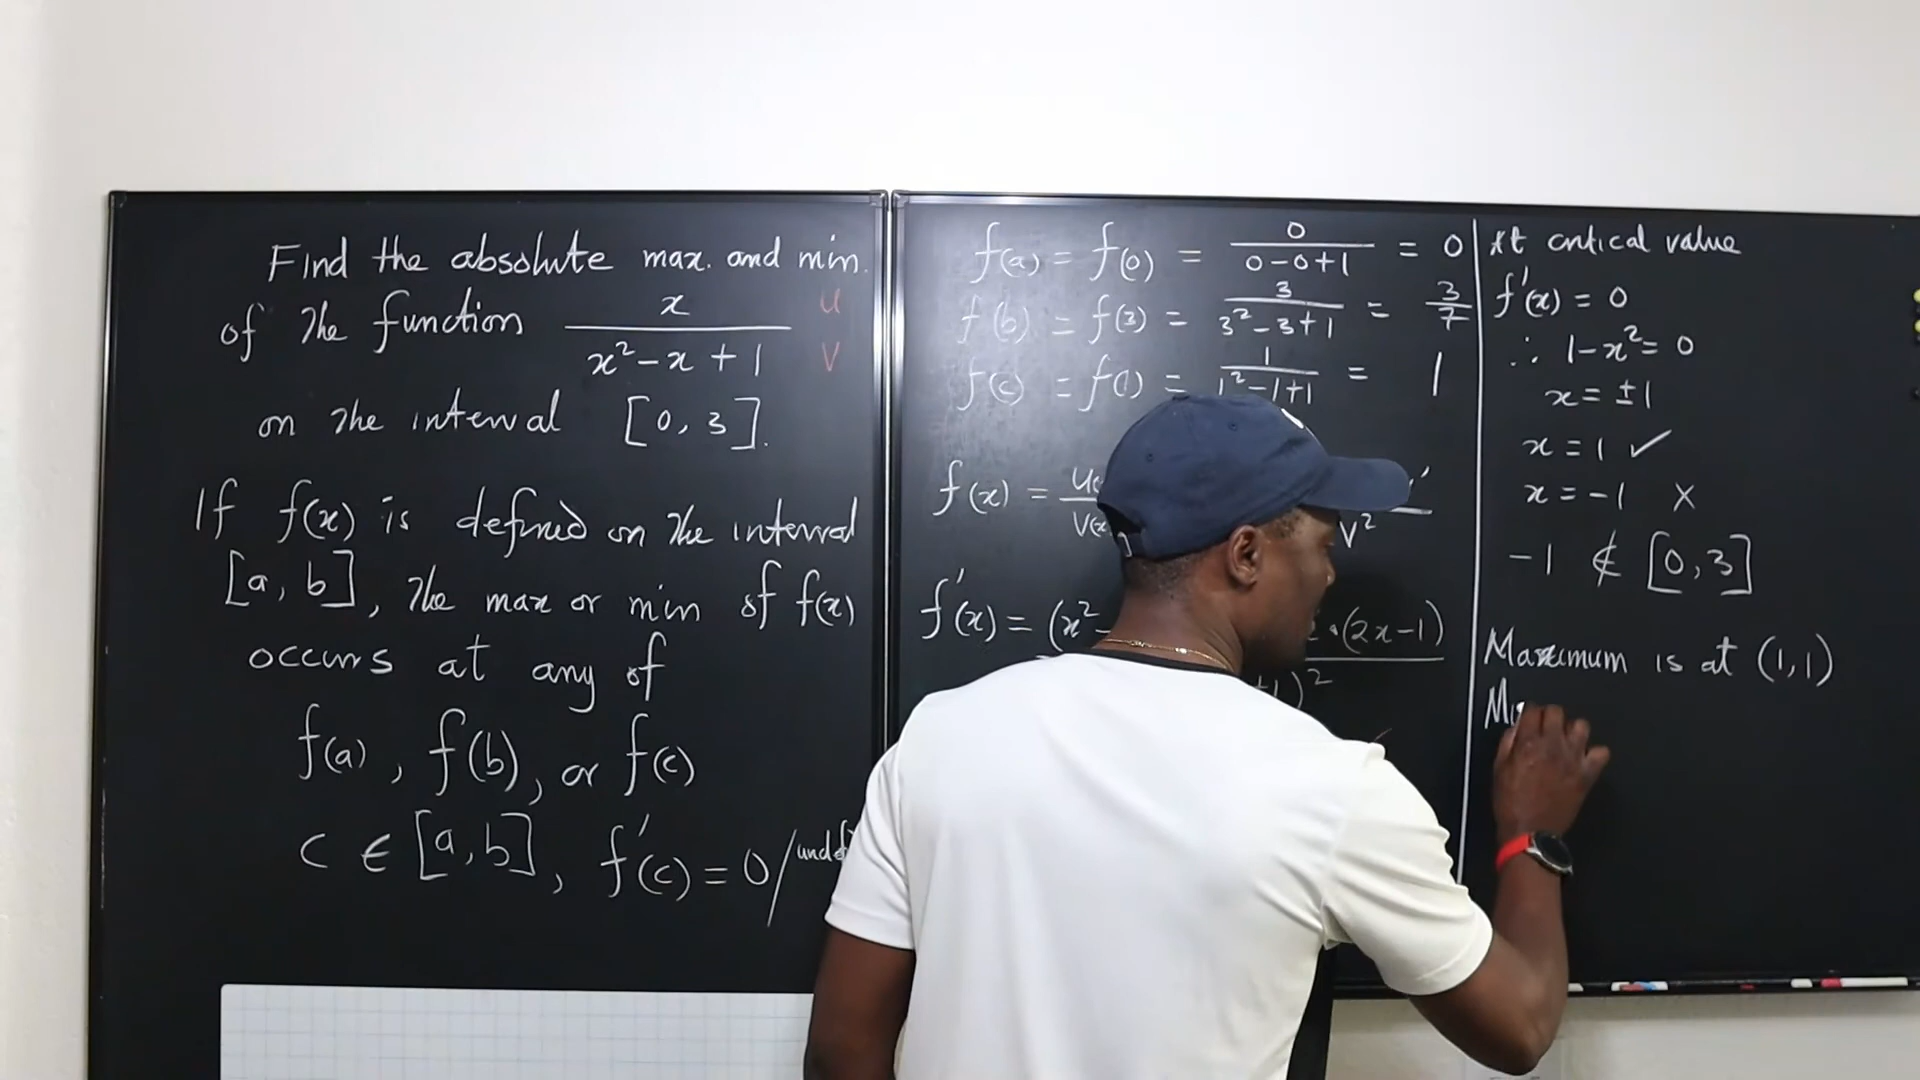 Find the absolute max. and min.
of the function x / (x² - x + 1) u / v
on the interval [0, 3].
If f(x) is defined on the interval
[a, b], the max or min of f(x)
occurs at any of
f(a), f(b), or f(c)
c ∈ [a, b], f'(c) = 0 /
f(a) = f(0) = 0 / (0-0+1) = 0
f(b) = f(3) = 3 / (3²-3+1) = 3/7
f(c) = f(1) = 1 / (1²-1+1) = 1
f(x) =
V²
f'(x) = (x²- ·(2x-1)
At critical value
f'(x) = 0
∴ 1-x² = 0
x = ±1
x = 1 ✓
x = -1 X
-1 ∉ [0, 3]
Maximum is at (1,1)